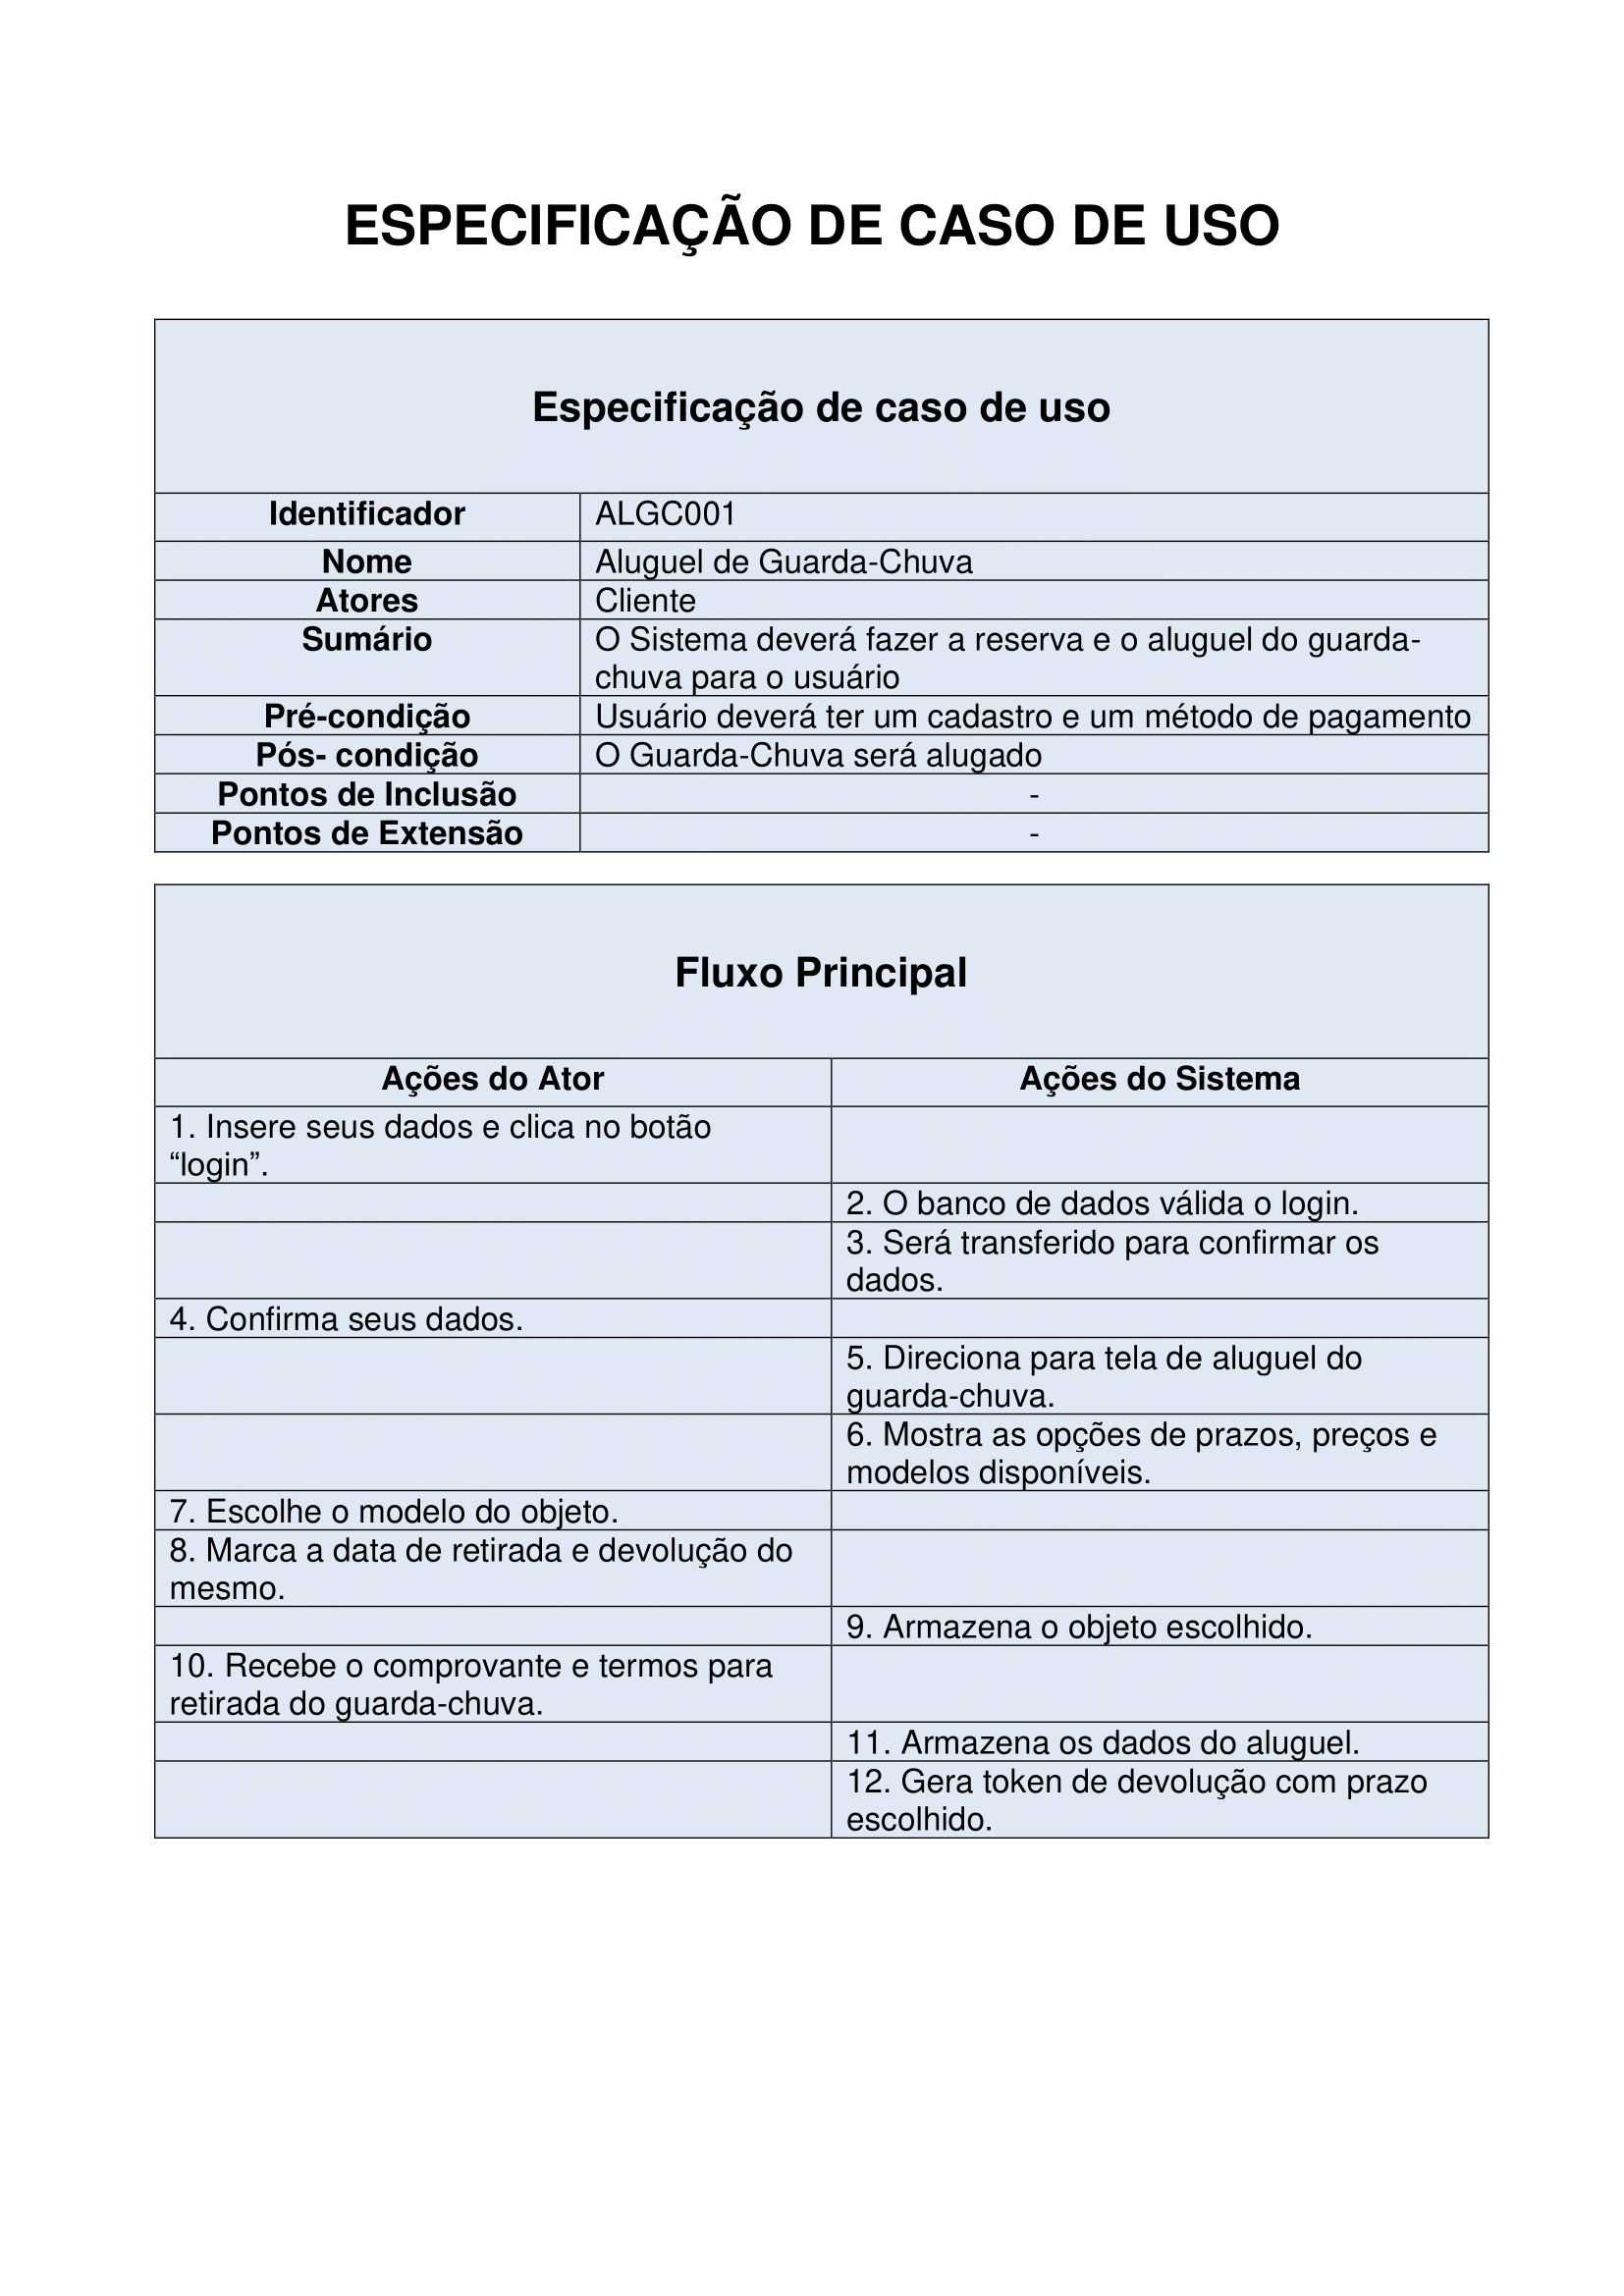 ESPECIFICAÇÃO DE CASO DE USO
Especificação de caso de uso
Identificador ALGC001
Nome Aluguel de Guarda-Chuva
Atores Cliente
Sumário O Sistema deverá fazer a reserva e o aluguel do guarda-
chuva para o usuário
Pré-condição Usuário deverá ter um cadastro e um método de pagamento
Pós- condição O Guarda-Chuva será alugado
Pontos de Inclusão -
Pontos de Extensão -
Fluxo Principal
Ações do Ator Ações do Sistema
1. Insere seus dados e clica no botão
“login”.
2. O banco de dados válida o login.
3. Será transferido para confirmar os
dados.
4. Confirma seus dados.
5. Direciona para tela de aluguel do
guarda-chuva.
6. Mostra as opções de prazos, preços e
modelos disponíveis.
7. Escolhe o modelo do objeto.
8. Marca a data de retirada e devolução do
mesmo.
9. Armazena o objeto escolhido.
10. Recebe o comprovante e termos para
retirada do guarda-chuva.
11. Armazena os dados do aluguel.
12. Gera token de devolução com prazo
escolhido.